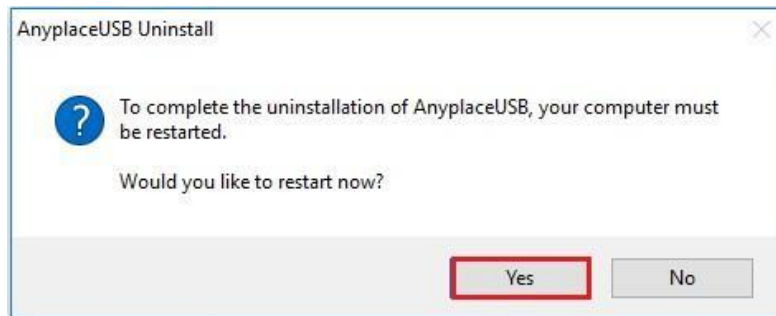 AnyplaceUSB Uninstall
To complete the uninstallation of AnyplaceUSB, your computer must
be restarted.
Would you like to restart now?
Yes
No